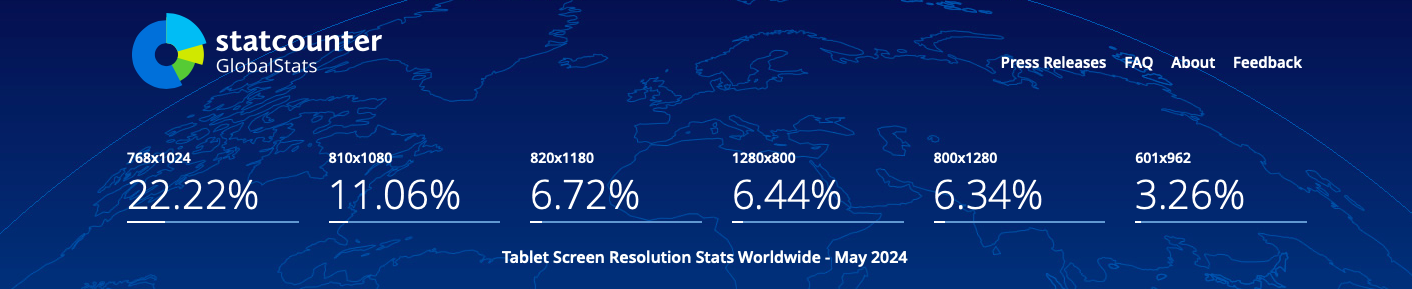 statcounter
GlobalStats
Press Releases FAQ About Feedback
768x1024 810x1080 820x1180 1280x800 800x1280 601x962
22.22% 11.06% 6.72% 6.44% 6.34% 3.26%
Tablet Screen Resolution Stats Worldwide - May 2024